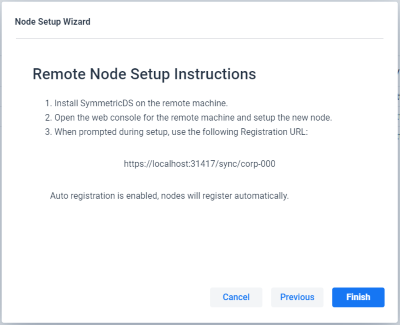 Node Setup Wizard
Remote Node Setup Instructions
1. Install SymmetricDS on the remote machine.
2. Open the web console for the remote machine and setup the new node.
3. When prompted during setup, use the following Registration URL:
https://localhost:31417/sync/corp-000
Auto registration is enabled, nodes will register automatically.
Cancel
Previous
Finish